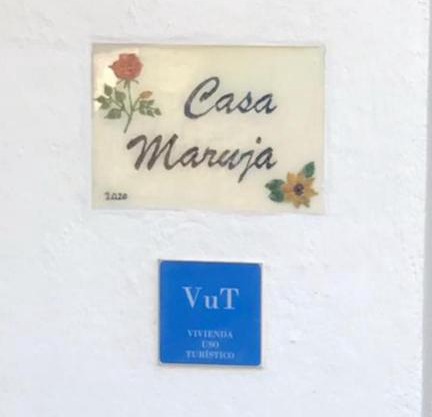 Casa
Maruja
2020
VuT
VIVIENDA
USO
TURÍSTICO